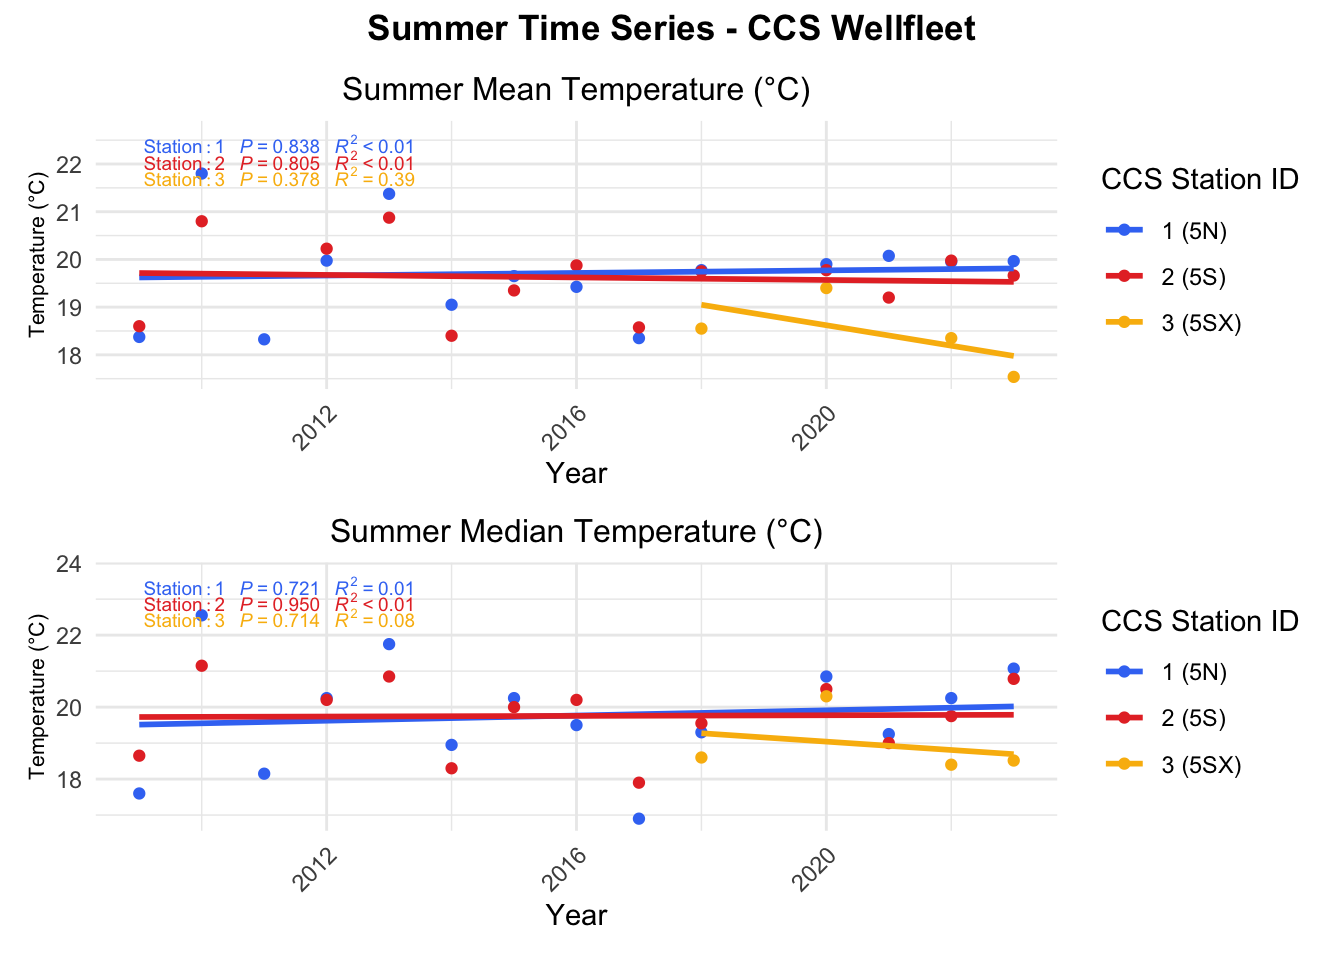 Summer Time Series - CCS Wellfleet
Summer Mean Temperature (°C)
Station: 1 P = 0.838 R² < 0.01
Station: 2 P = 0.805 R² < 0.01
Station: 3 P = 0.378 R² = 0.39
22
21
20
19
18
Temperature (°C)
2012
2016
2020
Year
CCS Station ID
1 (5N)
2 (5S)
3 (5SX)
Summer Median Temperature (°C)
Station: 1 P = 0.721 R² = 0.01
Station: 2 P = 0.950 R² < 0.01
Station: 3 P = 0.714 R² = 0.08
24
22
20
18
Temperature (°C)
2012
2016
2020
Year
CCS Station ID
1 (5N)
2 (5S)
3 (5SX)